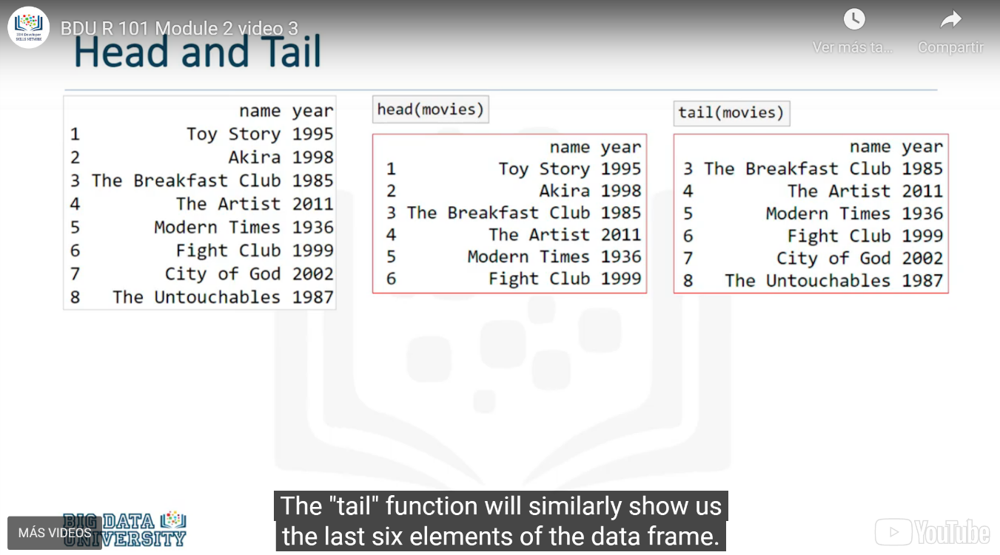 BDU R 101 Module 2 video 3
Ver más ta...
Compartir
Head and Tail
name year
1 Toy Story 1995
2 Akira 1998
3 The Breakfast Club 1985
4 The Artist 2011
5 Modern Times 1936
6 Fight Club 1999
7 City of God 2002
8 The Untouchables 1987
head(movies)
name year
1 Toy Story 1995
2 Akira 1998
3 The Breakfast Club 1985
4 The Artist 2011
5 Modern Times 1936
6 Fight Club 1999
tail(movies)
name year
3 The Breakfast Club 1985
4 The Artist 2011
5 Modern Times 1936
6 Fight Club 1999
7 City of God 2002
8 The Untouchables 1987
The "tail" function will similarly show us
the last six elements of the data frame.
BIG DATA
UNIVERSITY
MÁS VIDEOS
YouTube
IBM Developer
SKILLS NETWORK